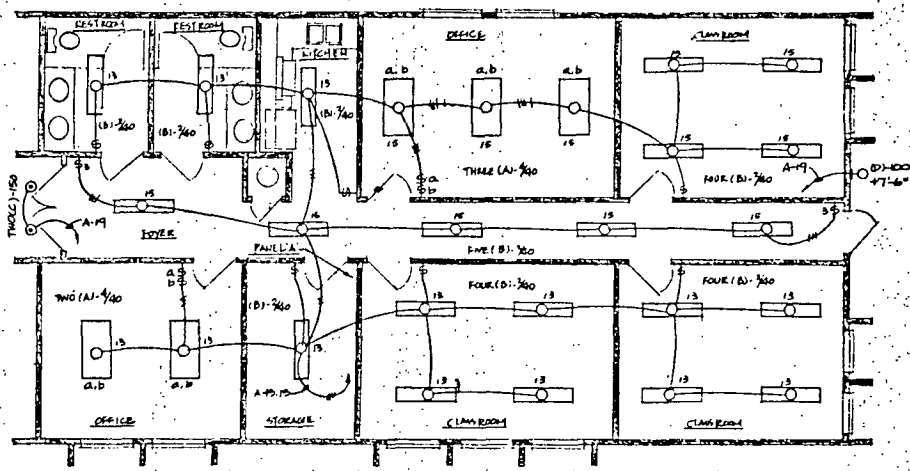 RESTROOM
RESTROOM
KITCHEN
OFFICE
CLASSROOM
13
13
13
a,b
a,b
a,b
15
15
(B)-2/40
(B)-2/40
(B)-2/40
15
15
15
15
15
THREE (A)-4/40
FOUR (B)-2/40
A-19
(D)-100
+7'-6"
a
b
3
TWO(C)-150
A-19
15
FOYER
16
15
15
15
3
PANEL A
FIVE (B)-2/40
a
b
TWO (A)-4/40
(B)-2/40
FOUR (B)-2/40
FOUR (B)-2/40
13
13
13
13
13
13
13
a,b
a,b
13
13
13
13
OFFICE
STORAGE
CLASSROOM
CLASSROOM